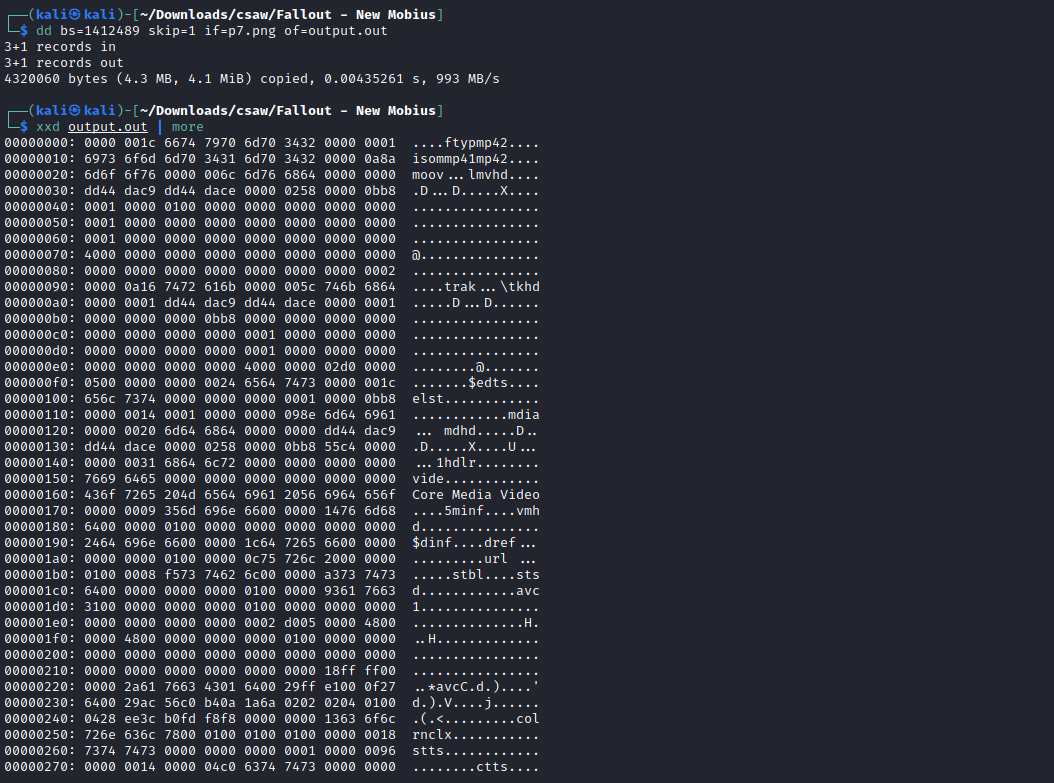 ┌──(kali㉿kali)-[~/Downloads/csaw/Fallout - New Mobius]
└─$ dd bs=1412489 skip=1 if=p7.png of=output.out
3+1 records in
3+1 records out
4320060 bytes (4.3 MB, 4.1 MiB) copied, 0.00435261 s, 993 MB/s
┌──(kali㉿kali)-[~/Downloads/csaw/Fallout - New Mobius]
└─$ xxd output.out | more
00000000: 0000 001c 6674 7970 6d70 3432 0000 0001  ....ftypmp42....
00000010: 6973 6f6d 6d70 3431 6d70 3432 0000 0a8a  isommp41mp42....
00000020: 6d6f 6f76 0000 006c 6d76 6864 0000 0000  moov...lmvhd....
00000030: dd44 dac9 dd44 dace 0000 0258 0000 0bb8  .D...D.....X....
00000040: 0001 0000 0100 0000 0000 0000 0000 0000  ................
00000050: 0001 0000 0000 0000 0000 0000 0000 0000  ................
00000060: 0001 0000 0000 0000 0000 0000 0000 0000  ................
00000070: 4000 0000 0000 0000 0000 0000 0000 0000  @...............
00000080: 0000 0000 0000 0000 0000 0000 0000 0002  ................
00000090: 0000 0a16 7472 616b 0000 005c 746b 6864  ....trak...\tkhd
000000a0: 0000 0001 dd44 dac9 dd44 dace 0000 0001  .....D...D......
000000b0: 0000 0000 0000 0bb8 0000 0000 0000 0000  ................
000000c0: 0000 0000 0000 0000 0001 0000 0000 0000  ................
000000d0: 0000 0000 0000 0000 0001 0000 0000 0000  ................
000000e0: 0000 0000 0000 0000 4000 0000 02d0 0000  ........@.......
000000f0: 0500 0000 0000 0024 6564 7473 0000 001c  .......$edts....
00000100: 656c 7374 0000 0000 0000 0001 0000 0bb8  elst............
00000110: 0000 0014 0001 0000 0000 098e 6d64 6961  ............mdia
00000120: 0000 0020 6d64 6864 0000 0000 dd44 dac9  ... mdhd.....D..
00000130: dd44 dace 0000 0258 0000 0bb8 55c4 0000  .D.....X....U...
00000140: 0000 0031 6864 6c72 0000 0000 0000 0000  ...1hdlr........
00000150: 7669 6465 0000 0000 0000 0000 0000 0000  vide............
00000160: 436f 7265 204d 6564 6961 2056 6964 656f  Core Media Video
00000170: 0000 0009 356d 696e 6600 0000 1476 6d68  ....5minf....vmh
00000180: 6400 0000 0100 0000 0000 0000 0000 0000  d...............
00000190: 2464 696e 6600 0000 1c64 7265 6600 0000  $dinf....dref...
000001a0: 0000 0000 0100 0000 0c75 726c 2000 0000  .........url ...
000001b0: 0100 0008 f573 7462 6c00 0000 a373 7473  .....stbl....sts
000001c0: 6400 0000 0000 0000 0100 0000 9361 7663  d............avc
000001d0: 3100 0000 0000 0000 0100 0000 0000 0000  1...............
000001e0: 0000 0000 0000 0000 0002 d005 0000 4800  ..............H.
000001f0: 0000 4800 0000 0000 0000 0100 0000 0000  ..H.............
00000200: 0000 0000 0000 0000 0000 0000 0000 0000  ................
00000210: 0000 0000 0000 0000 0000 0000 18ff ff00  ................
00000220: 0000 2a61 7663 4301 6400 29ff e100 0f27  ..*avcC.d.)....'
00000230: 6400 29ac 56c0 b40a 1a6a 0202 0204 0100  d.).V....j......
00000240: 0428 ee3c b0fd f8f8 0000 0000 1363 6f6c  .(.<.........col
00000250: 726e 636c 7800 0100 0100 0100 0000 0018  rnclx...........
00000260: 7374 7473 0000 0000 0000 0001 0000 0096  stts............
00000270: 0000 0014 0000 04c0 6374 7473 0000 0000  ........ctts....